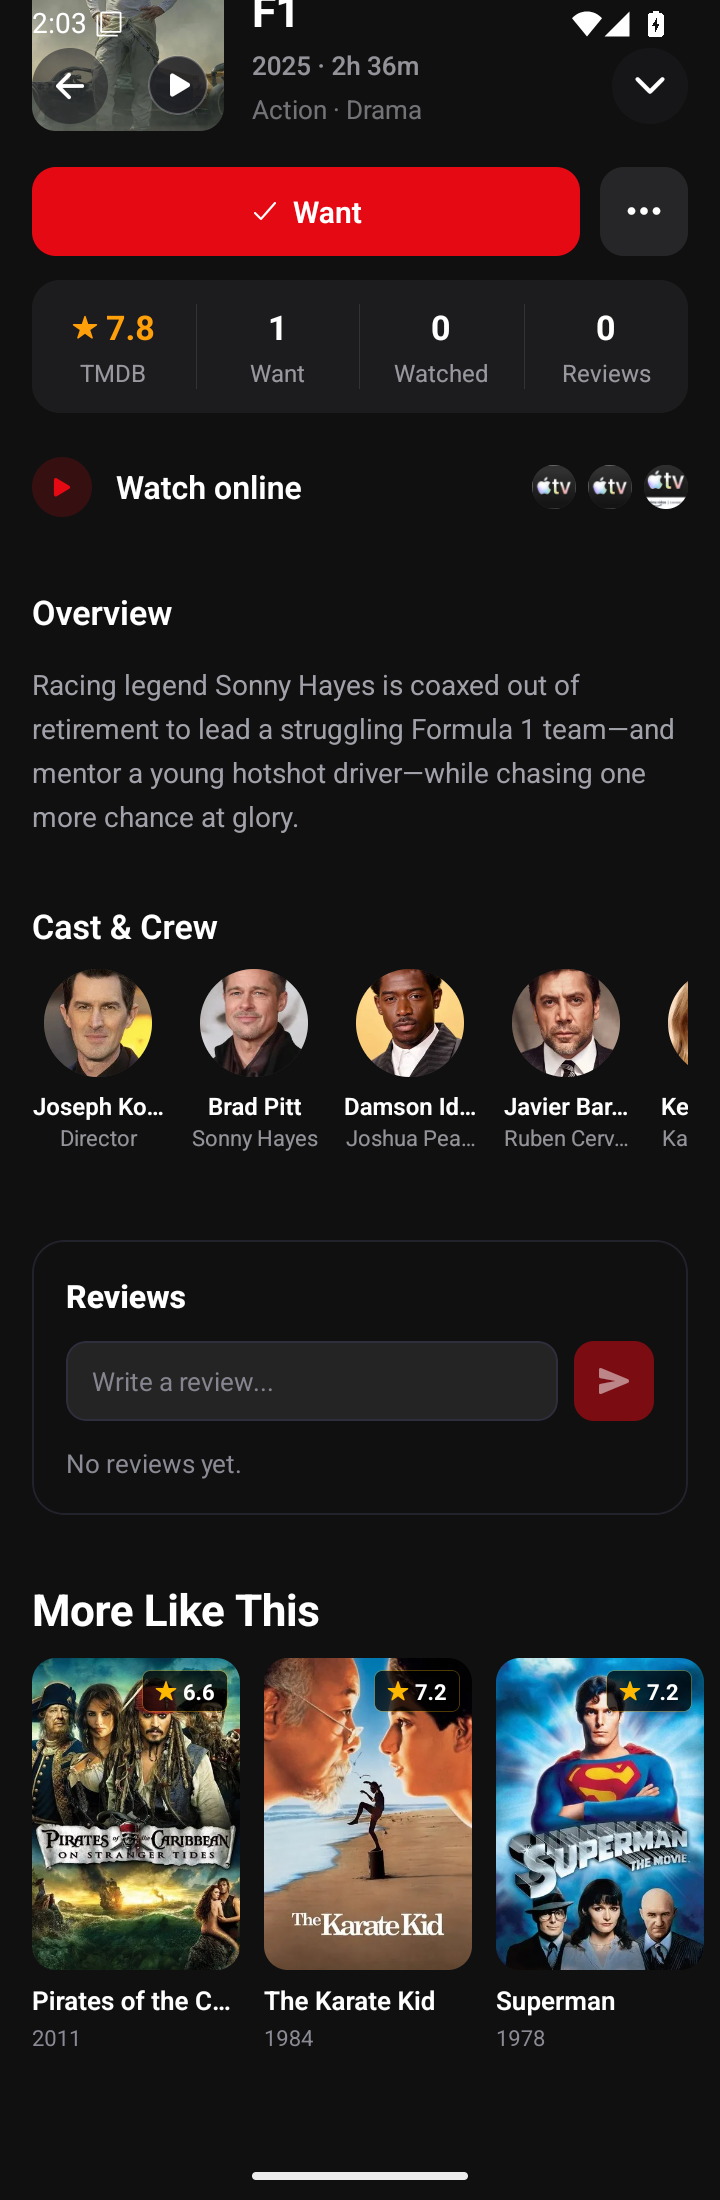 2:03
F1
2025 · 2h 36m
Action · Drama
Want
7.8
TMDB
1
Want
0
Watched
0
Reviews
Watch online
tv
tv
tv
Overview
Racing legend Sonny Hayes is coaxed out of
retirement to lead a struggling Formula 1 team—and
mentor a young hotshot driver—while chasing one
more chance at glory.
Cast & Crew
Joseph Ko...
Director
Brad Pitt
Sonny Hayes
Damson Id...
Joshua Pea...
Javier Bar...
Ruben Cerv...
Ke
Ka
Reviews
Write a review...
No reviews yet.
More Like This
6.6
PIRATES of the CARIBBEAN
ON STRANGER TIDES
Pirates of the C...
2011
7.2
The Karate Kid
The Karate Kid
1984
7.2
SUPERMAN
THE MOVIE
Superman
1978